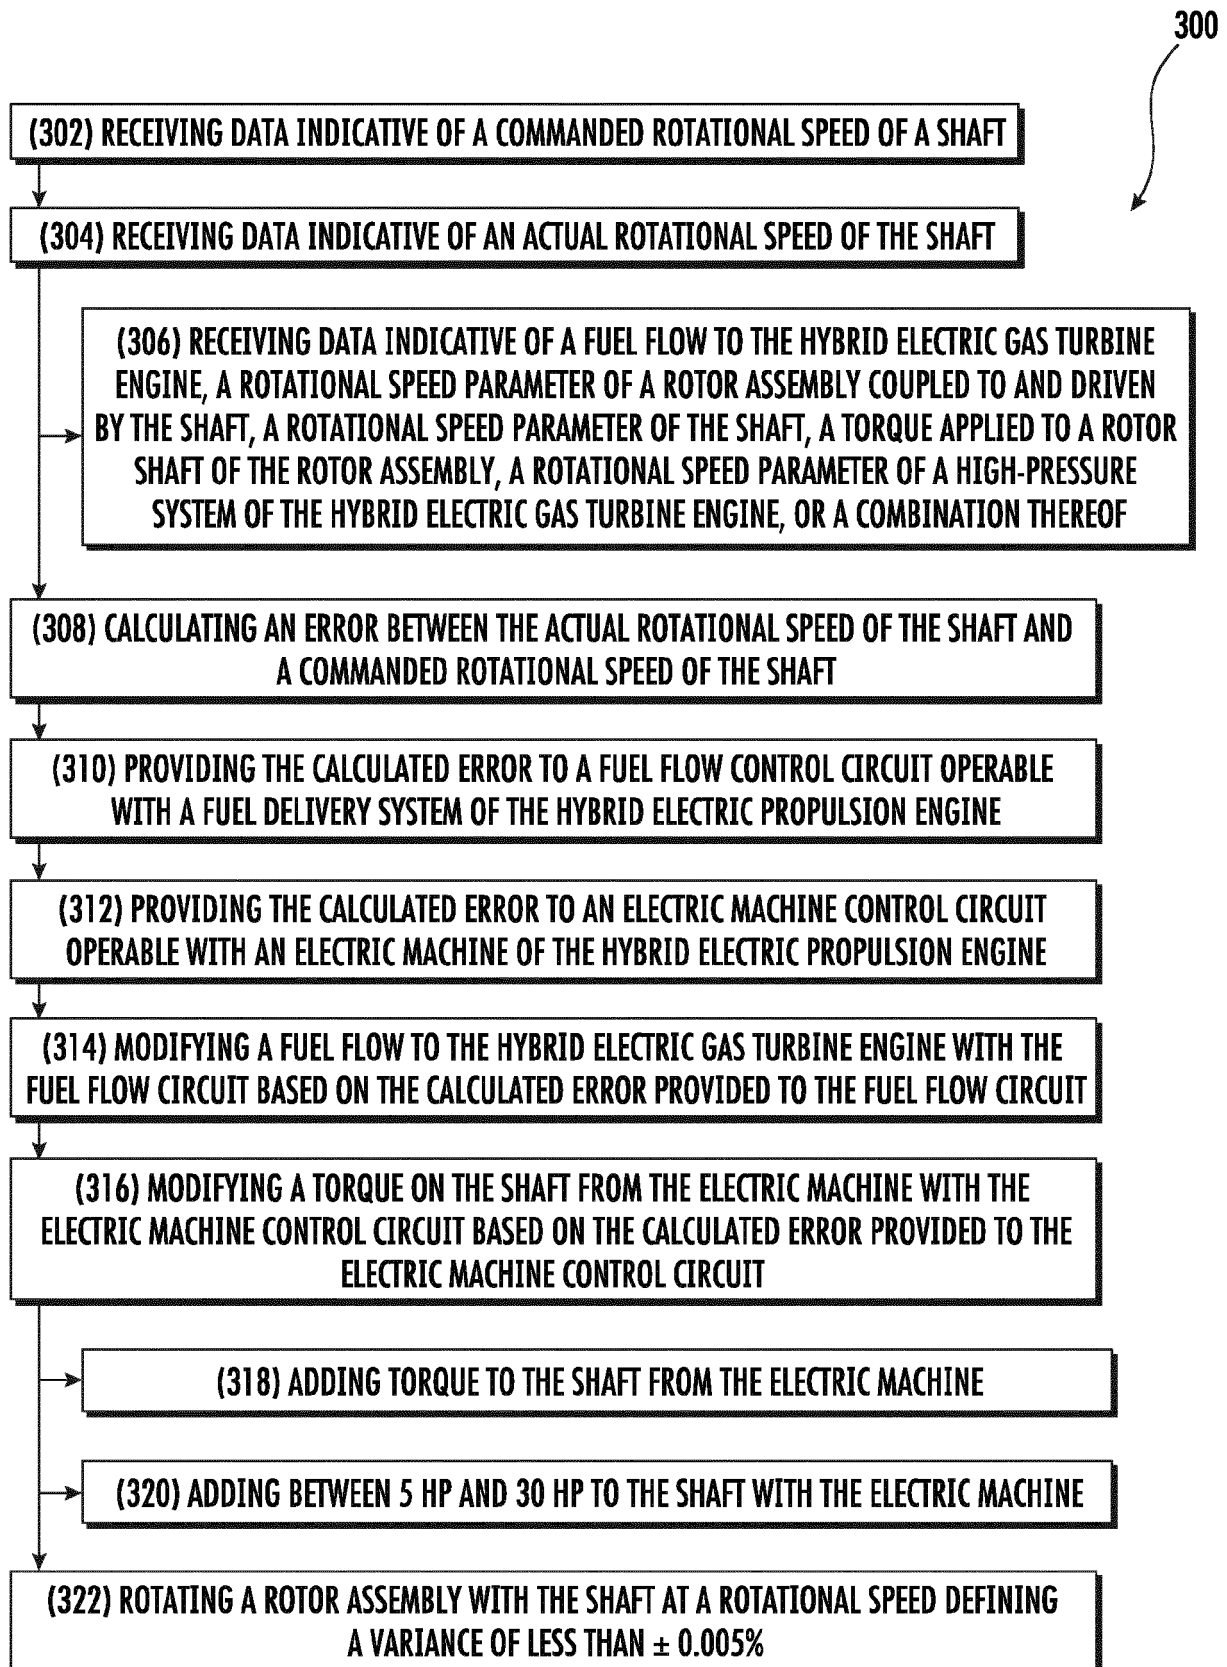 300
(302) RECEIVING DATA INDICATIVE OF A COMMANDED ROTATIONAL SPEED OF A SHAFT
(304) RECEIVING DATA INDICATIVE OF AN ACTUAL ROTATIONAL SPEED OF THE SHAFT
(306) RECEIVING DATA INDICATIVE OF A FUEL FLOW TO THE HYBRID ELECTRIC GAS TURBINE
ENGINE, A ROTATIONAL SPEED PARAMETER OF A ROTOR ASSEMBLY COUPLED TO AND DRIVEN
BY THE SHAFT, A ROTATIONAL SPEED PARAMETER OF THE SHAFT, A TORQUE APPLIED TO A ROTOR
SHAFT OF THE ROTOR ASSEMBLY, A ROTATIONAL SPEED PARAMETER OF A HIGH-PRESSURE
SYSTEM OF THE HYBRID ELECTRIC GAS TURBINE ENGINE, OR A COMBINATION THEREOF
(308) CALCULATING AN ERROR BETWEEN THE ACTUAL ROTATIONAL SPEED OF THE SHAFT AND
A COMMANDED ROTATIONAL SPEED OF THE SHAFT
(310) PROVIDING THE CALCULATED ERROR TO A FUEL FLOW CONTROL CIRCUIT OPERABLE
WITH A FUEL DELIVERY SYSTEM OF THE HYBRID ELECTRIC PROPULSION ENGINE
(312) PROVIDING THE CALCULATED ERROR TO AN ELECTRIC MACHINE CONTROL CIRCUIT
OPERABLE WITH AN ELECTRIC MACHINE OF THE HYBRID ELECTRIC PROPULSION ENGINE
(314) MODIFYING A FUEL FLOW TO THE HYBRID ELECTRIC GAS TURBINE ENGINE WITH THE
FUEL FLOW CIRCUIT BASED ON THE CALCULATED ERROR PROVIDED TO THE FUEL FLOW CIRCUIT
(316) MODIFYING A TORQUE ON THE SHAFT FROM THE ELECTRIC MACHINE WITH THE
ELECTRIC MACHINE CONTROL CIRCUIT BASED ON THE CALCULATED ERROR PROVIDED TO THE
ELECTRIC MACHINE CONTROL CIRCUIT
(318) ADDING TORQUE TO THE SHAFT FROM THE ELECTRIC MACHINE
(320) ADDING BETWEEN 5 HP AND 30 HP TO THE SHAFT WITH THE ELECTRIC MACHINE
(322) ROTATING A ROTOR ASSEMBLY WITH THE SHAFT AT A ROTATIONAL SPEED DEFINING
A VARIANCE OF LESS THAN ± 0.005%